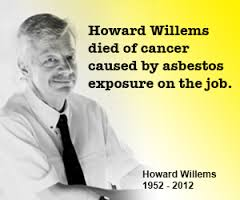 Howard Willems
died of cancer
caused by asbestos
exposure on the job.
Howard Willems
1952 - 2012